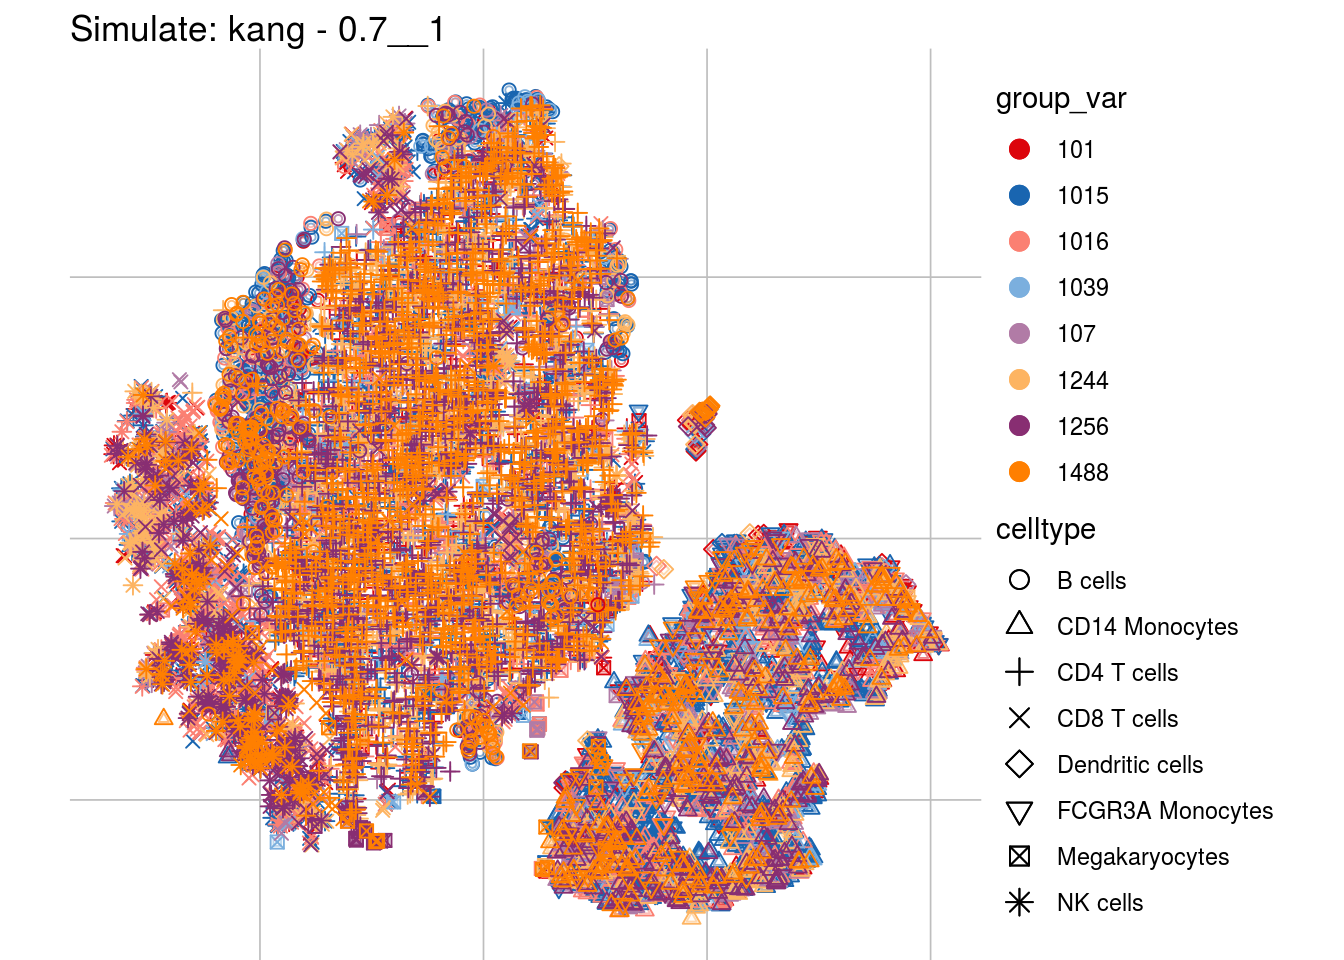 Simulate: kang - 0.7__1
group_var
101
1015
1016
1039
107
1244
1256
1488
celltype
B cells
CD14 Monocytes
CD4 T cells
CD8 T cells
Dendritic cells
FCGR3A Monocytes
Megakaryocytes
NK cells